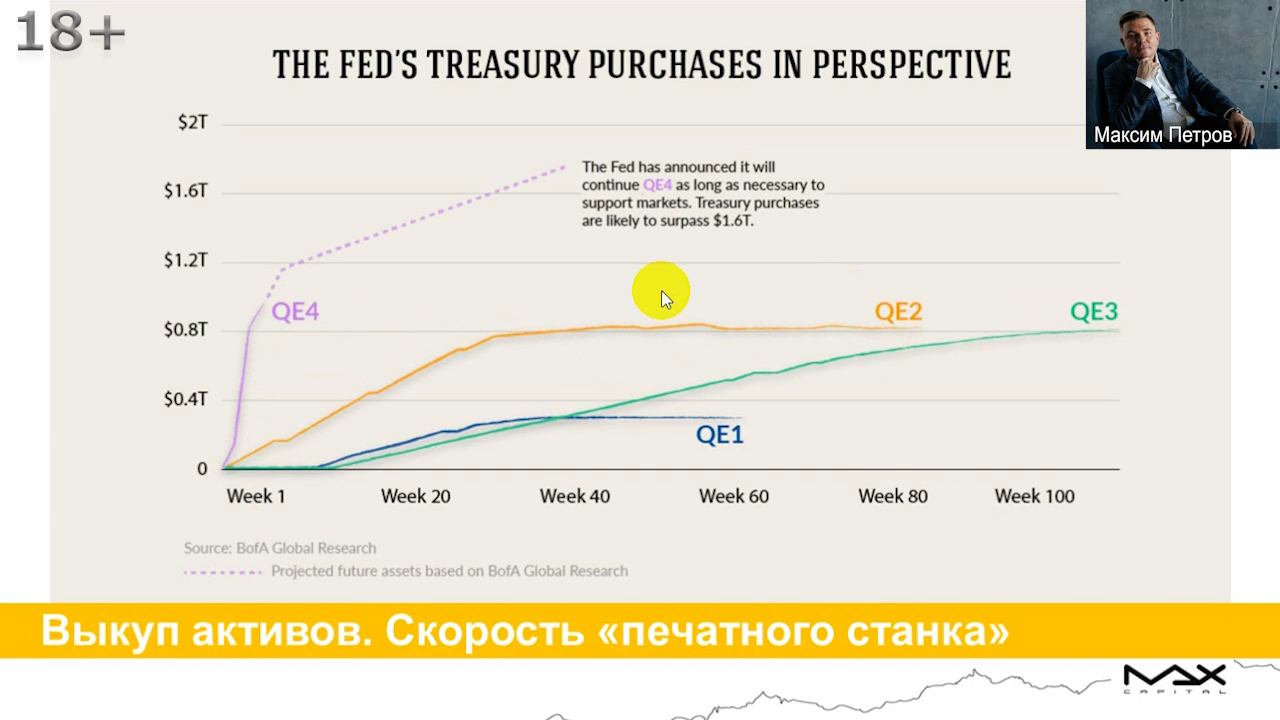 18+
THE FED'S TREASURY PURCHASES IN PERSPECTIVE
Максим Петров
$2T
$1.6T
$1.2T
$0.8T
$0.4T
0
The Fed has announced it will
continue QE4 as long as necessary to
support markets. Treasury purchases
are likely to surpass $1.6T.
QE4
QE2
QE3
QE1
Week 1
Week 20
Week 40
Week 60
Week 80
Week 100
Source: BofA Global Research
Projected future assets based on BofA Global Research
Выкуп активов. Скорость «печатного станка»
MAX
CAPITAL